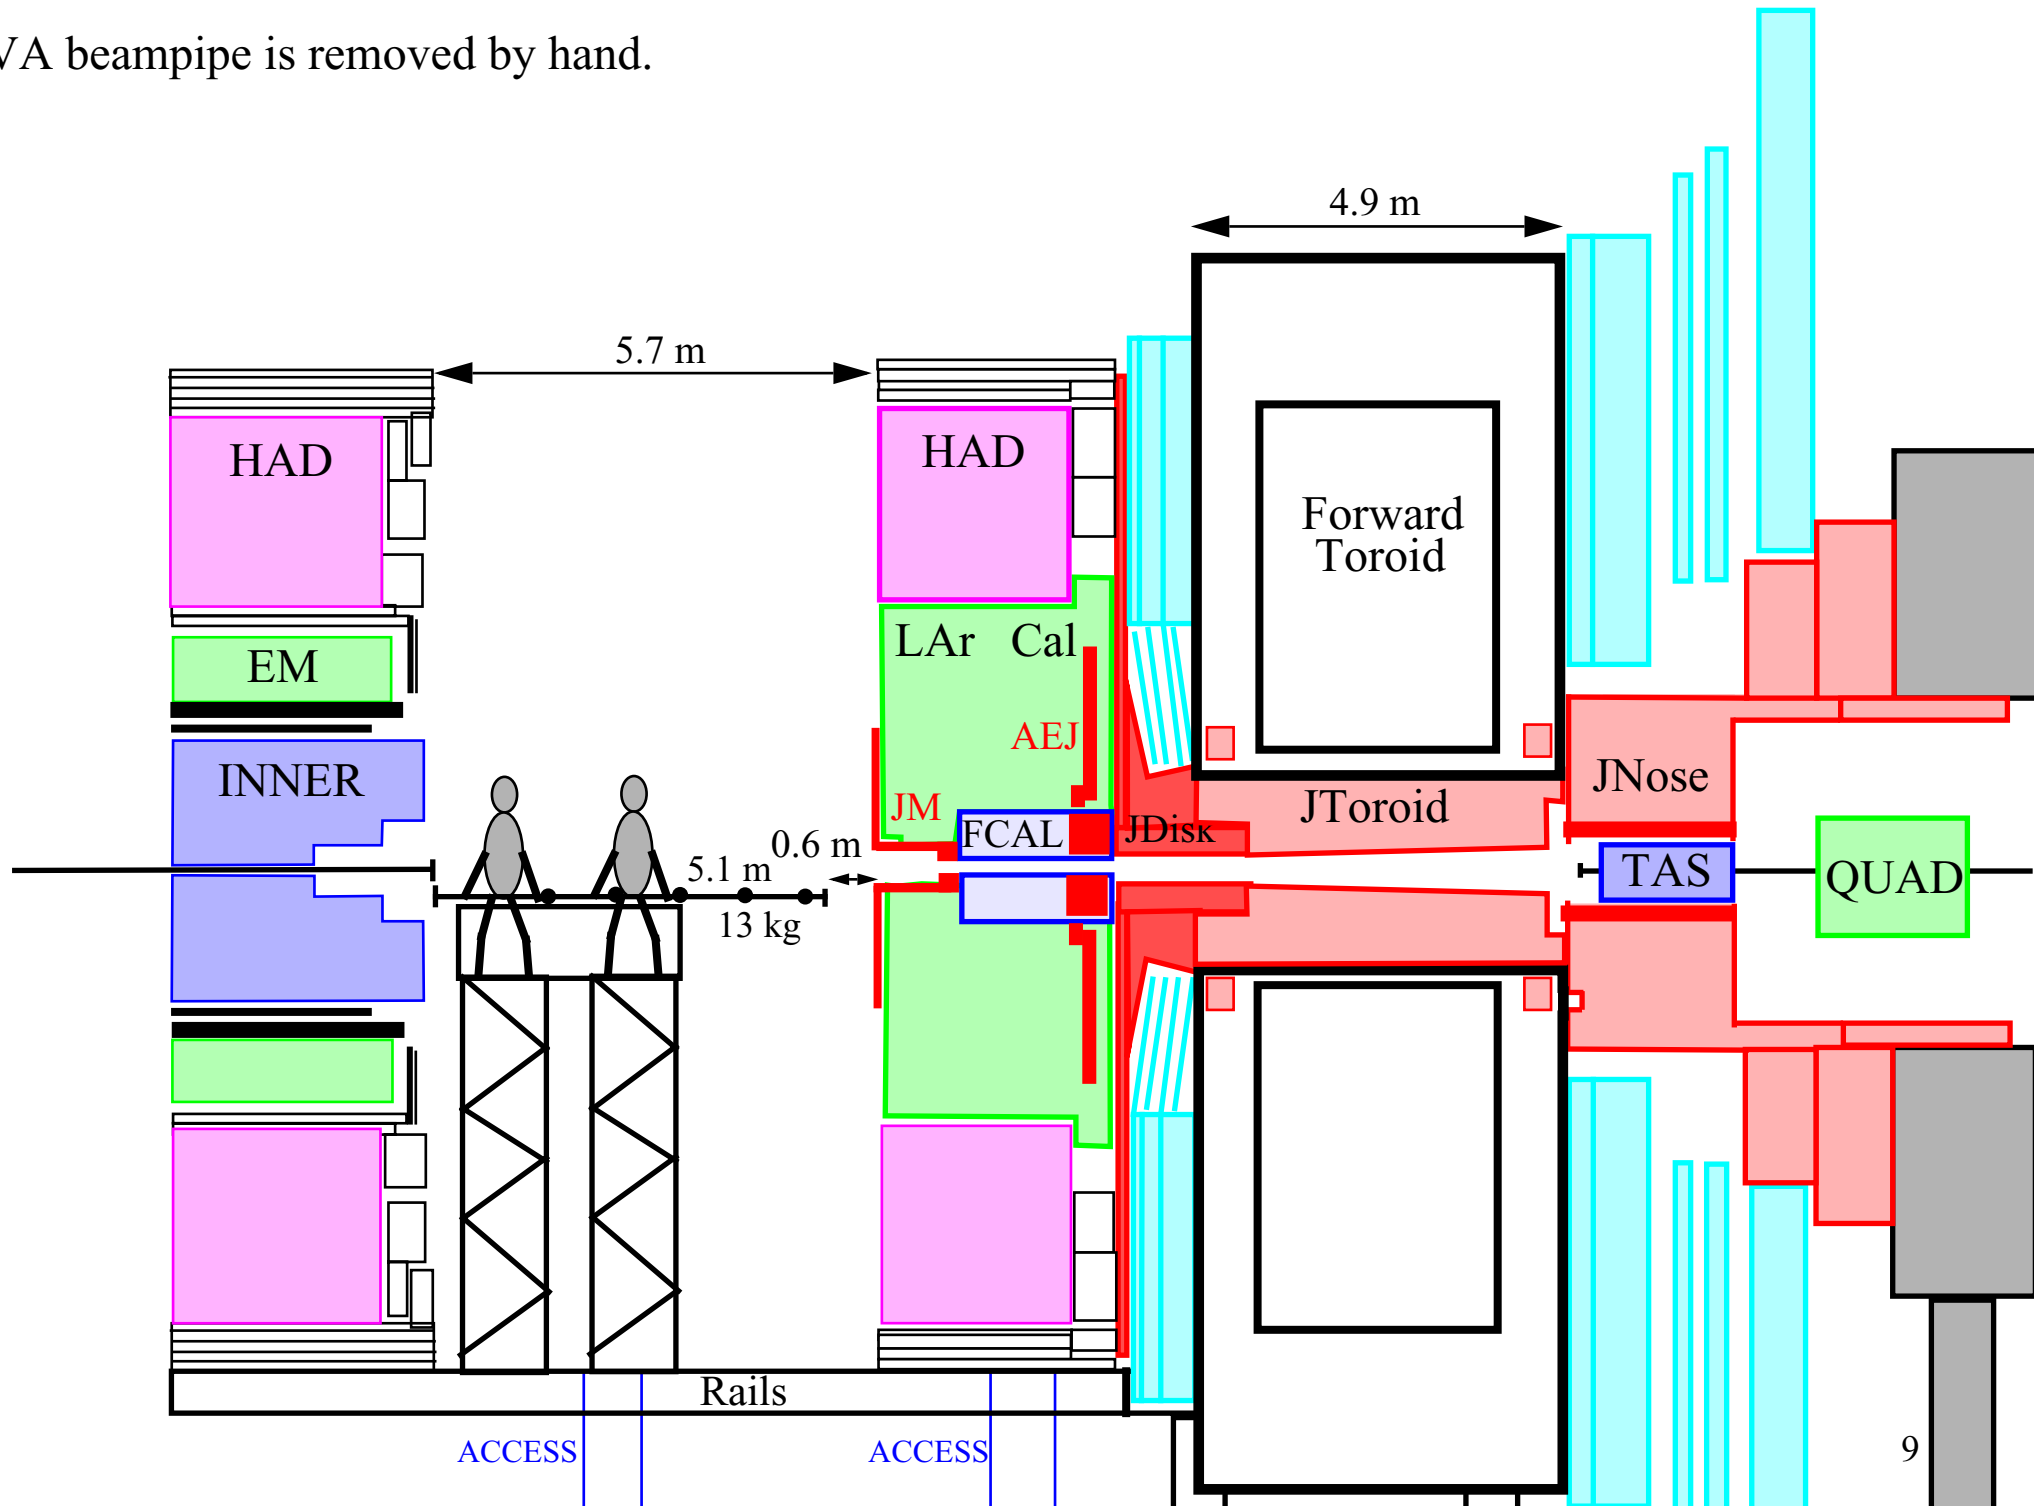 VA beampipe is removed by hand.
4.9 m
5.7 m
HAD
HAD
Forward
Toroid
LAr Cal
EM
AEJ
INNER
JM
JNose
JToroid
FCAL
JDisk
0.6 m
5.1 m
TAS
QUAD
13 kg
Rails
ACCESS
ACCESS
9